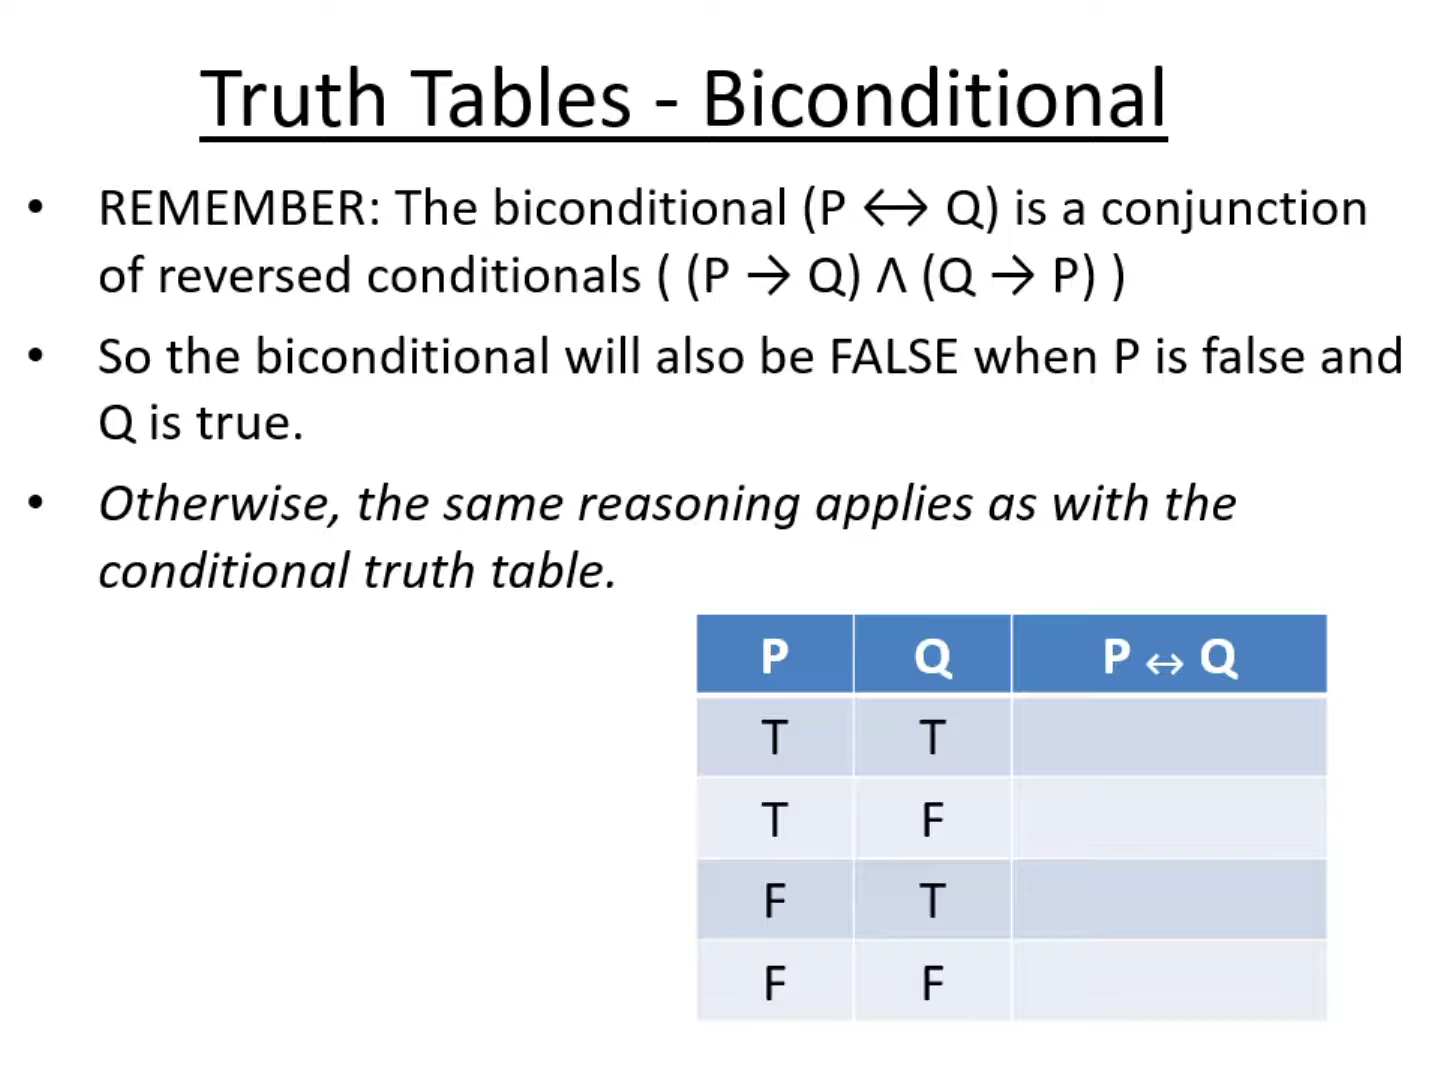 Truth Tables - Biconditional
• REMEMBER: The biconditional (P ↔ Q) is a conjunction
of reversed conditionals ( (P → Q) Λ (Q → P) )
• So the biconditional will also be FALSE when P is false and
Q is true.
• Otherwise, the same reasoning applies as with the
conditional truth table.
P Q P ↔ Q
T T
T F
F T
F F